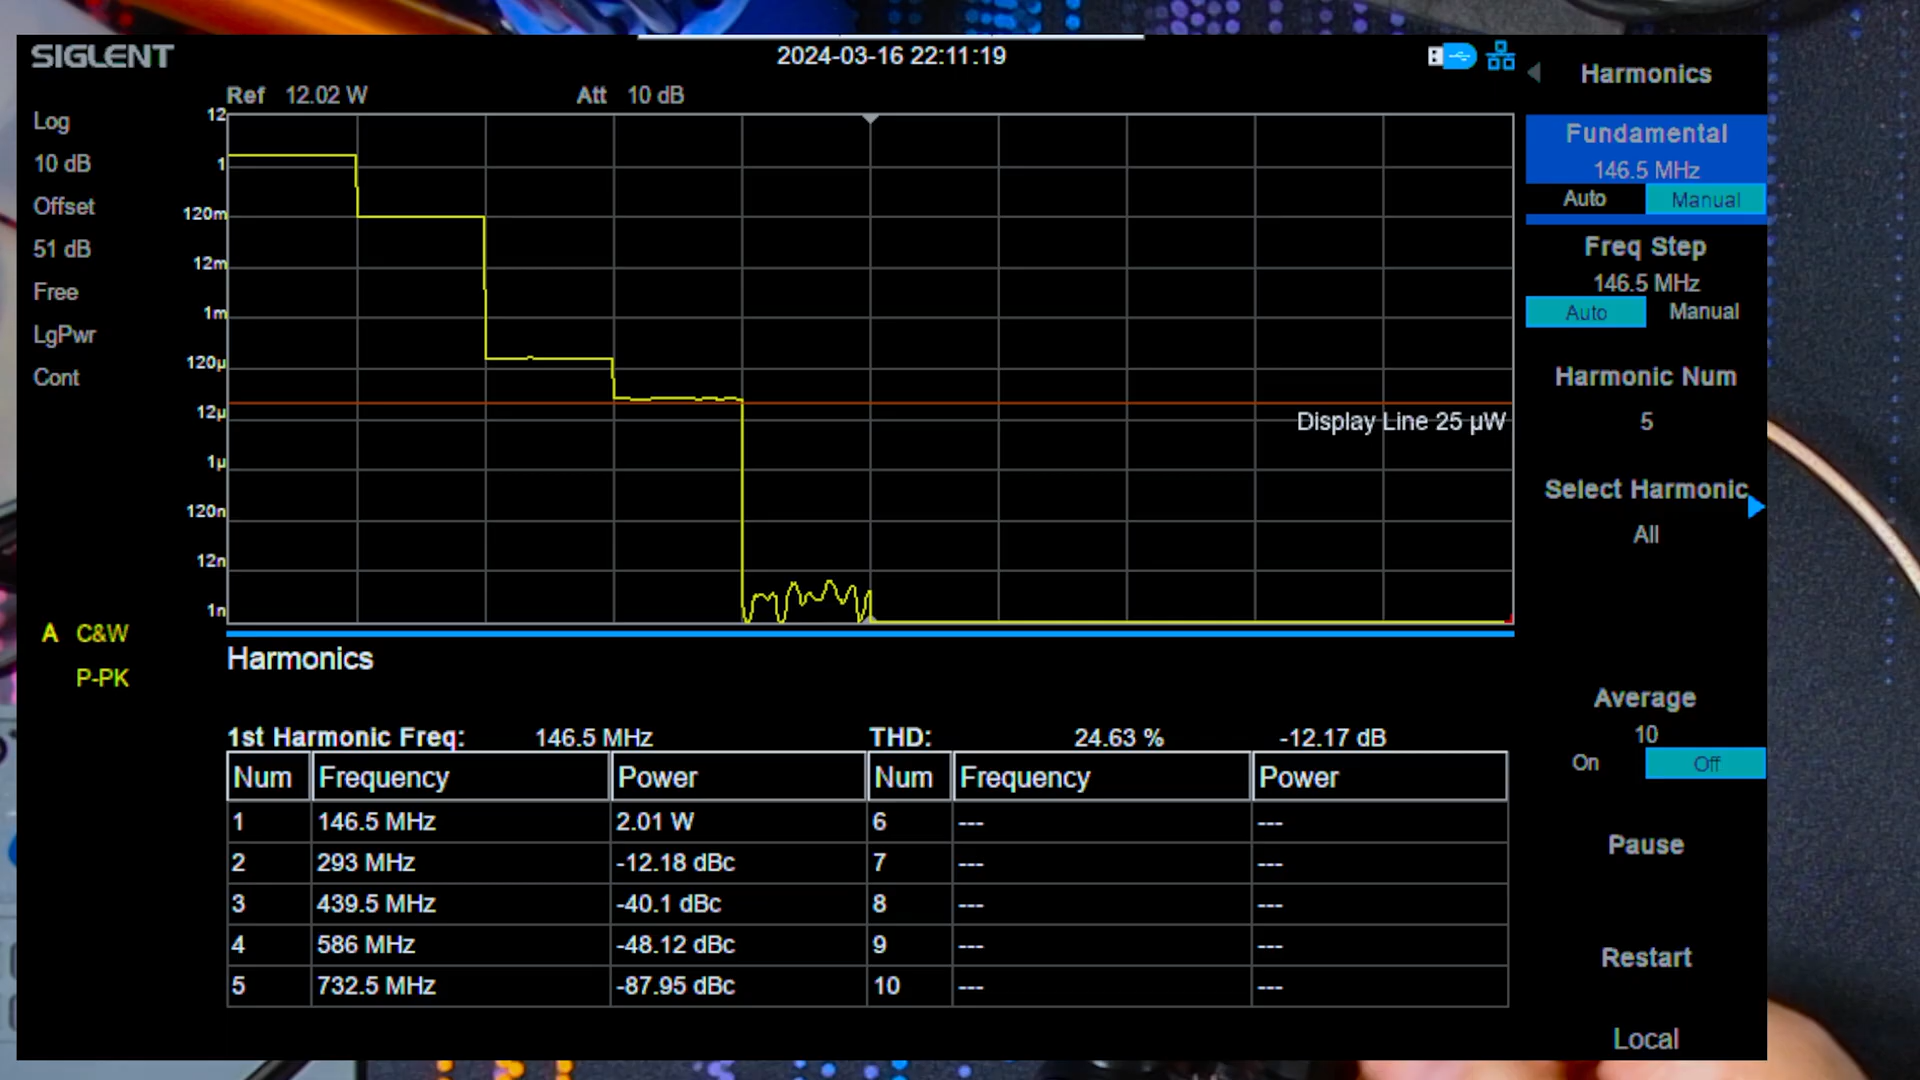 SIGLENT
2024-03-16 22:11:19
Ref 12.02 W
Att 10 dB
Log
10 dB
Offset
51 dB
Free
LgPwr
Cont
A C&W
P-PK
12
1
120m
12m
1m
120µ
12µ
1µ
120n
12n
1n
Display Line 25 µW
Harmonics
1st Harmonic Freq: 146.5 MHz THD: 24.63 % -12.17 dB
Num Frequency Power Num Frequency Power
1 146.5 MHz 2.01 W 6 --- ---
2 293 MHz -12.18 dBc 7 --- ---
3 439.5 MHz -40.1 dBc 8 --- ---
4 586 MHz -48.12 dBc 9 --- ---
5 732.5 MHz -87.95 dBc 10 --- ---
Harmonics
Fundamental
146.5 MHz
Auto Manual
Freq Step
146.5 MHz
Auto Manual
Harmonic Num
5
Select Harmonic
All
Average
10
On Off
Pause
Restart
Local